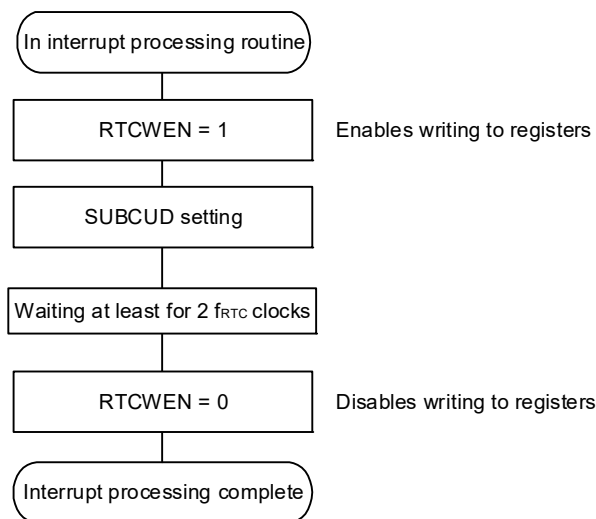 In interrupt processing routine
RTCWEN = 1
Enables writing to registers
SUBCUD setting
Waiting at least for 2 fRTC clocks
RTCWEN = 0
Disables writing to registers
Interrupt processing complete